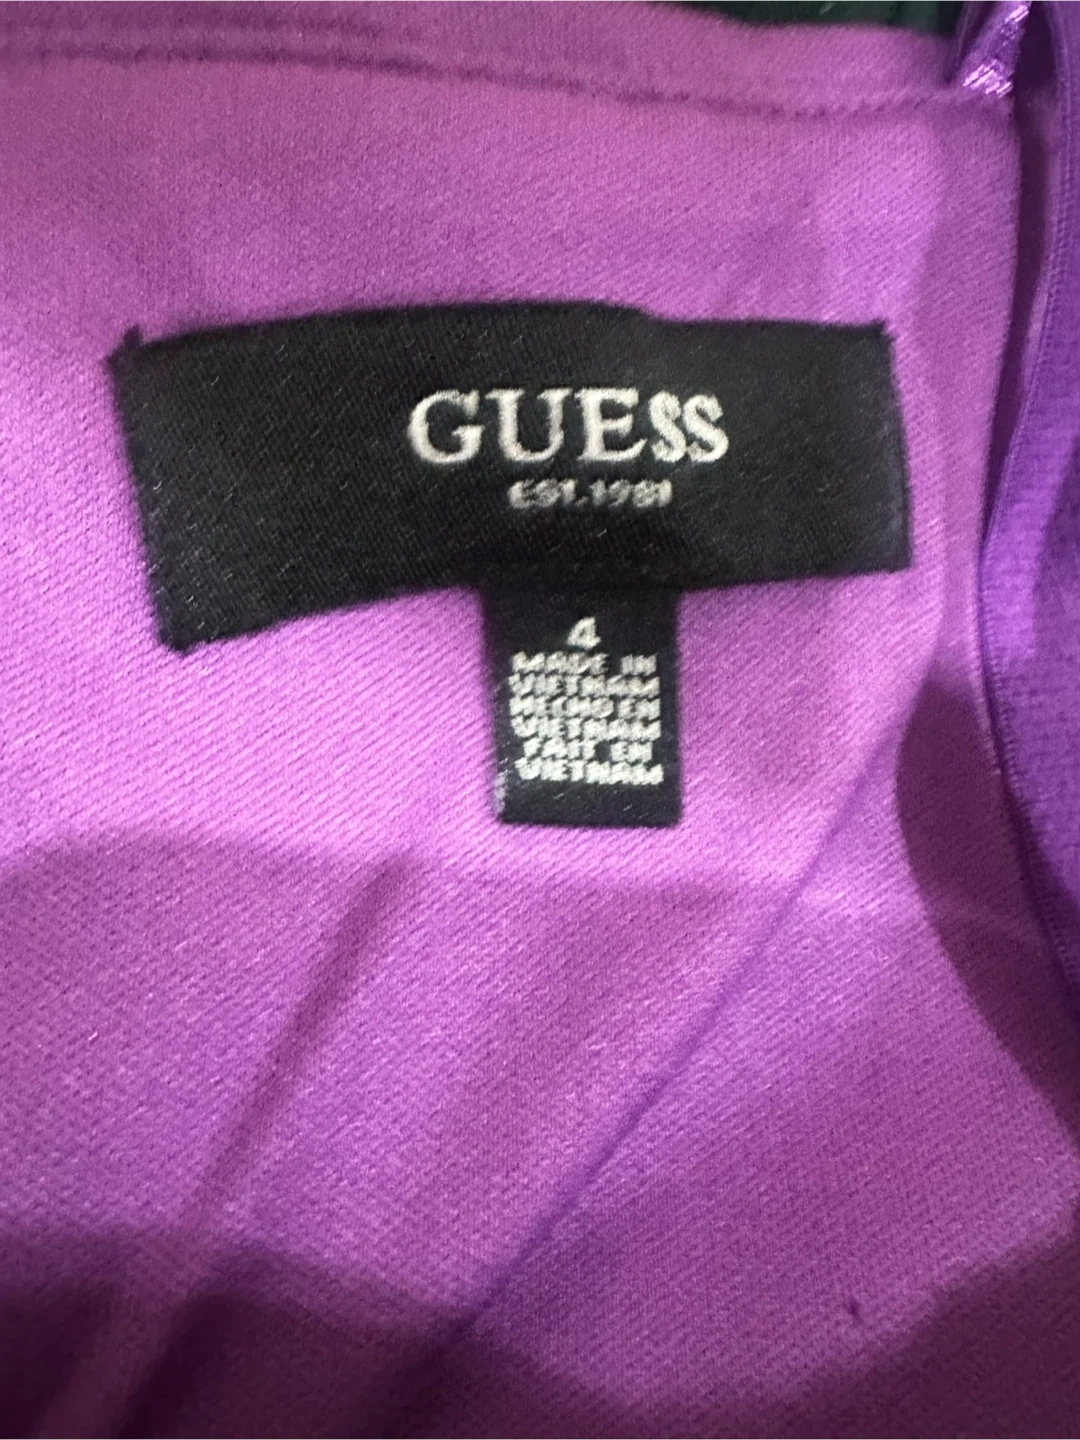 GUESS
EST.1981
4
MADE IN
VIETNAM
HECHO EN
VIETNAM
FAIT EN
VIETNAM